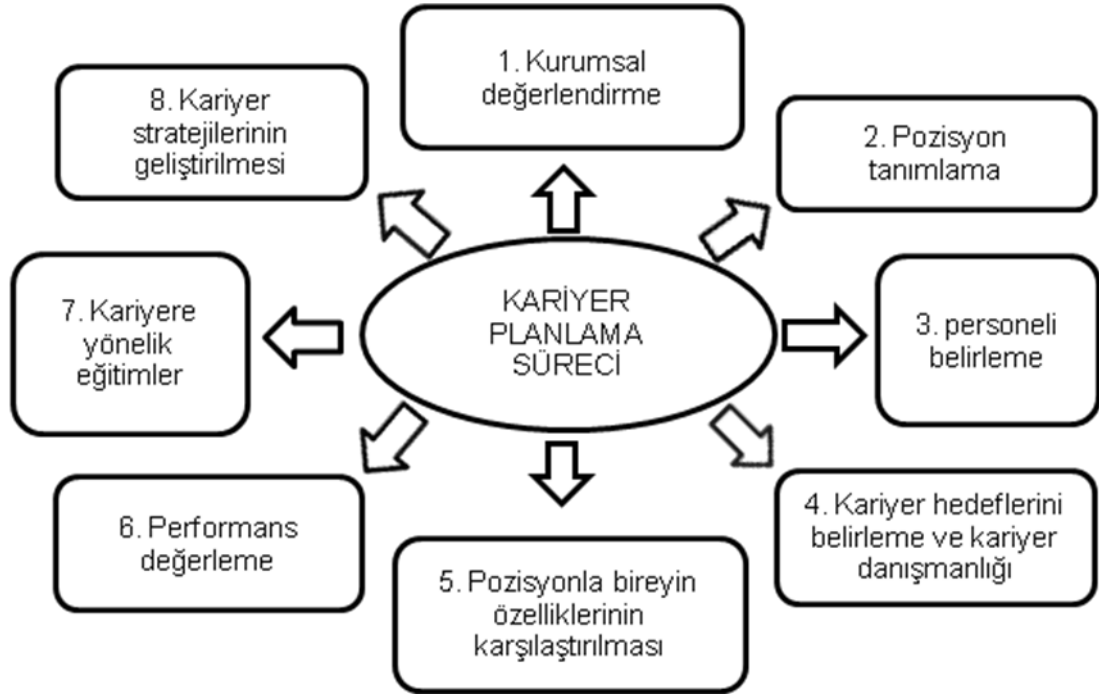 KARİYER
PLANLAMA
SÜRECİ
1. Kurumsal
değerlendirme
2. Pozisyon
tanımlama
3. personeli
belirleme
4. Kariyer hedeflerini
belirleme ve kariyer
danışmanlığı
5. Pozisyonla bireyin
özelliklerinin
karşılaştırılması
6. Performans
değerleme
7. Kariyere
yönelik
eğitimler
8. Kariyer
stratejilerinin
geliştirilmesi